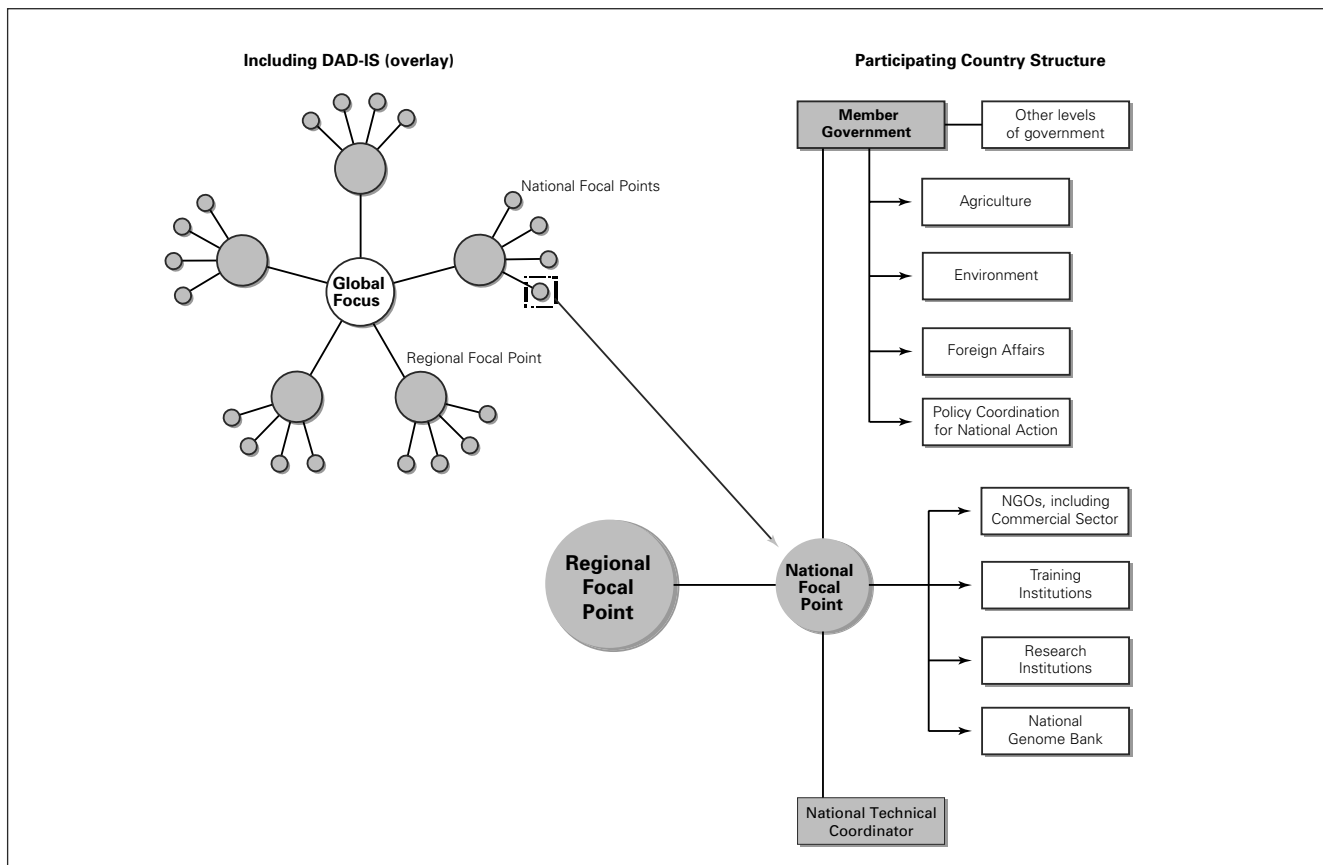 Including DAD-IS (overlay)
National Focal Points
Global
Focus
Regional Focal Point
Participating Country Structure
Member
Government
Other levels
of government
Agriculture
Environment
Foreign Affairs
Policy Coordination
for National Action
Regional
Focal
Point
National
Focal
Point
NGOs, including
Commercial Sector
Training
Institutions
Research
Institutions
National
Genome Bank
National Technical
Coordinator